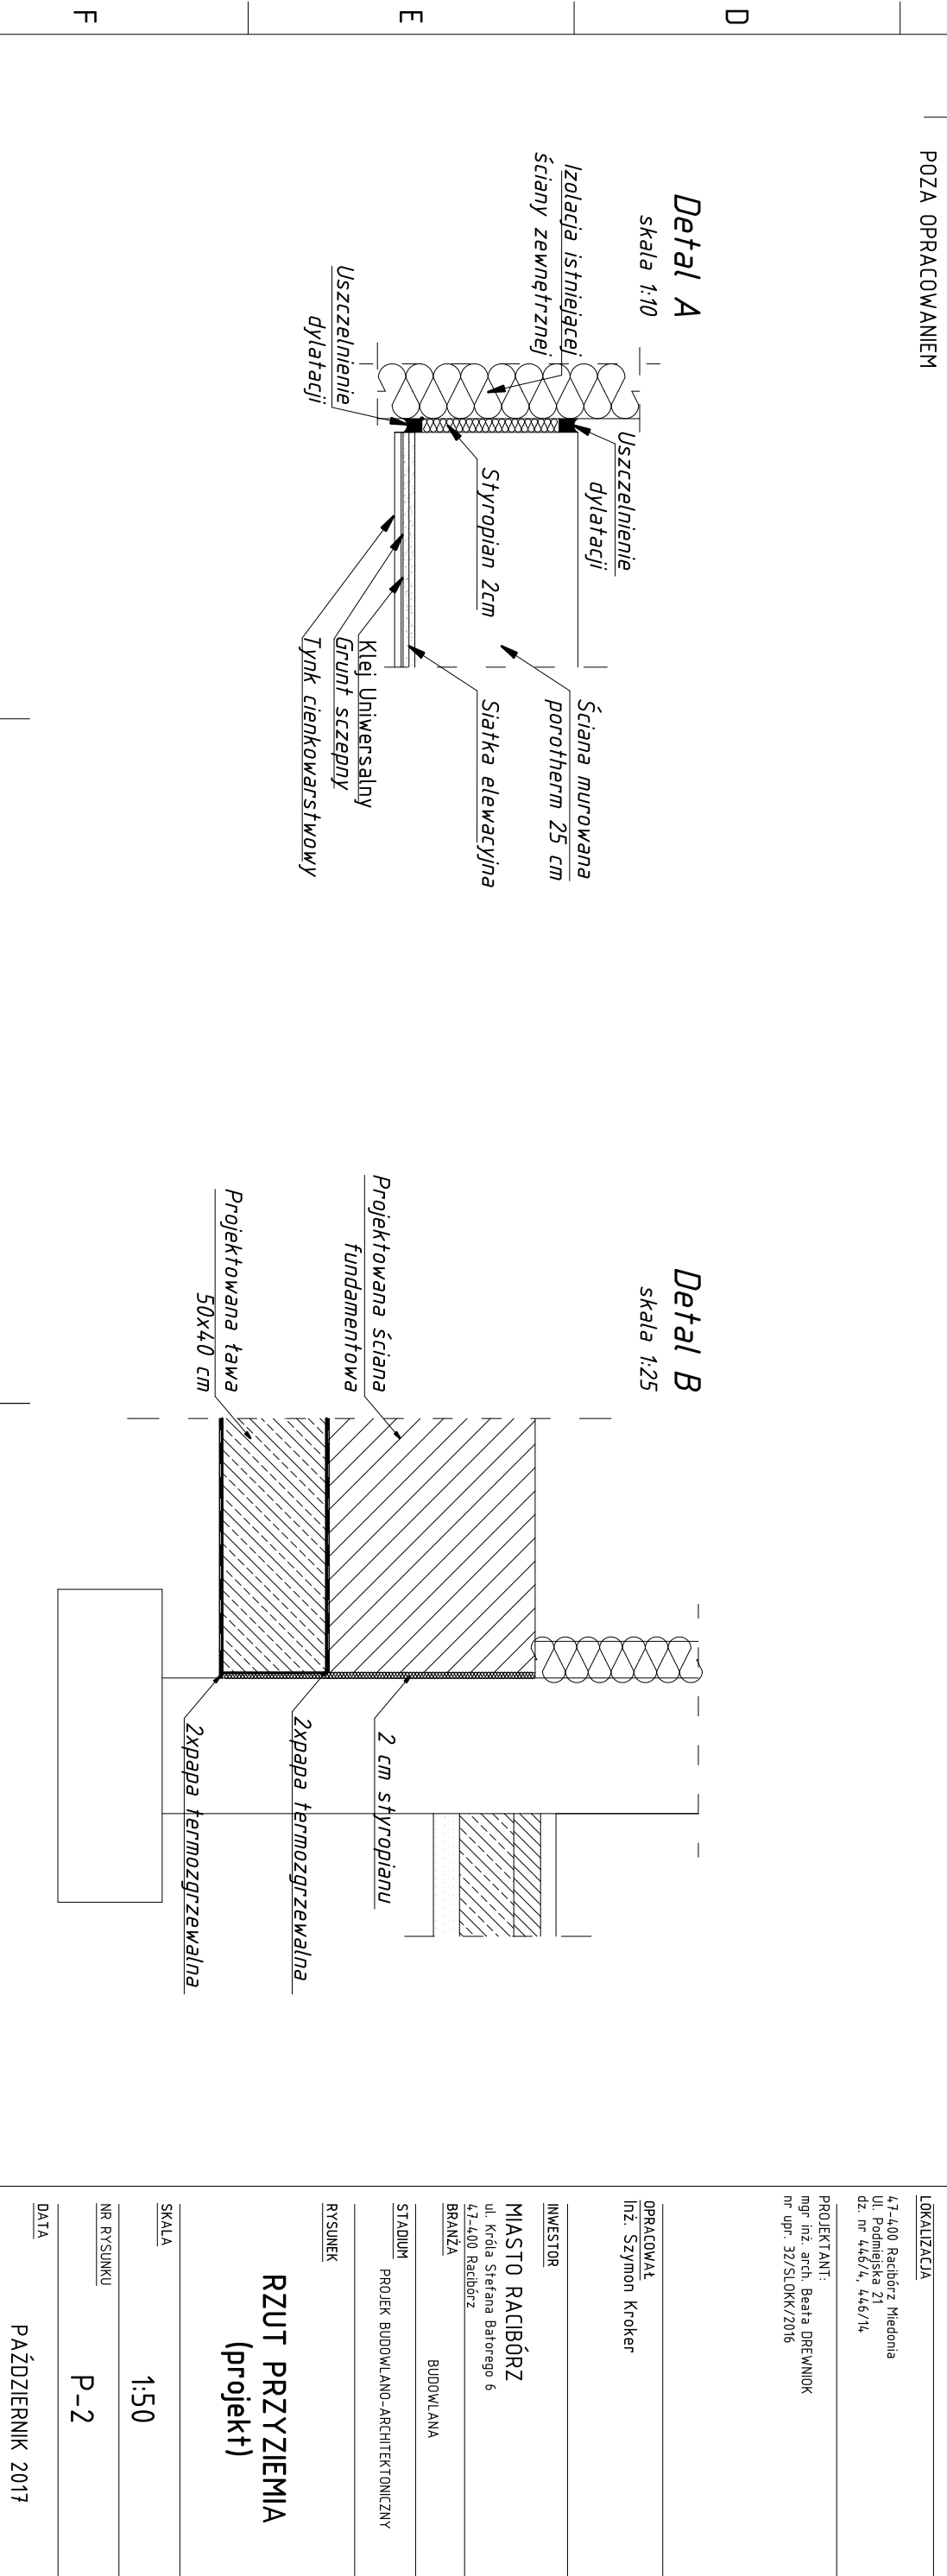 F
E
D
POZA OPRACOWANIEM
Detal A
skala 1:10
Izolacja istniejącej
ściany zewnętrznej
Uszczelnienie
dylatacji
Uszczelnienie
dylatacji
Styropian 2cm
Ściana murowana
porotherm 25 cm
Siatka elewacyjna
Klej Uniwersalny
Grunt sczepny
Tynk cienkowarstwowy
Detal B
skala 1:25
Projektowana ściana
fundamentowa
Projektowana ława
50x40 cm
2 cm styropianu
2xpapa termozgrzewalna
2xpapa termozgrzewalna
LOKALIZACJA
47-400 Racibórz Miedonia
Ul. Podmiejska 21
dz. nr 446/4, 446/14
PROJEKTANT:
mgr inż. arch. Beata DREWNIOK
nr upr. 32/SLOKK/2016
OPRACOWAŁ
Inż. Szymon Kroker
INWESTOR
MIASTO RACIBÓRZ
ul. Króla Stefana Batorego 6
47-400 Racibórz
BRANŻA
BUDOWLANA
STADIUM
PROJEK BUDOWLANO-ARCHITEKTONICZNY
RYSUNEK
RZUT PRZYZIEMIA
(projekt)
SKALA
1:50
NR RYSUNKU
P-2
DATA
PAŹDZIERNIK 2017